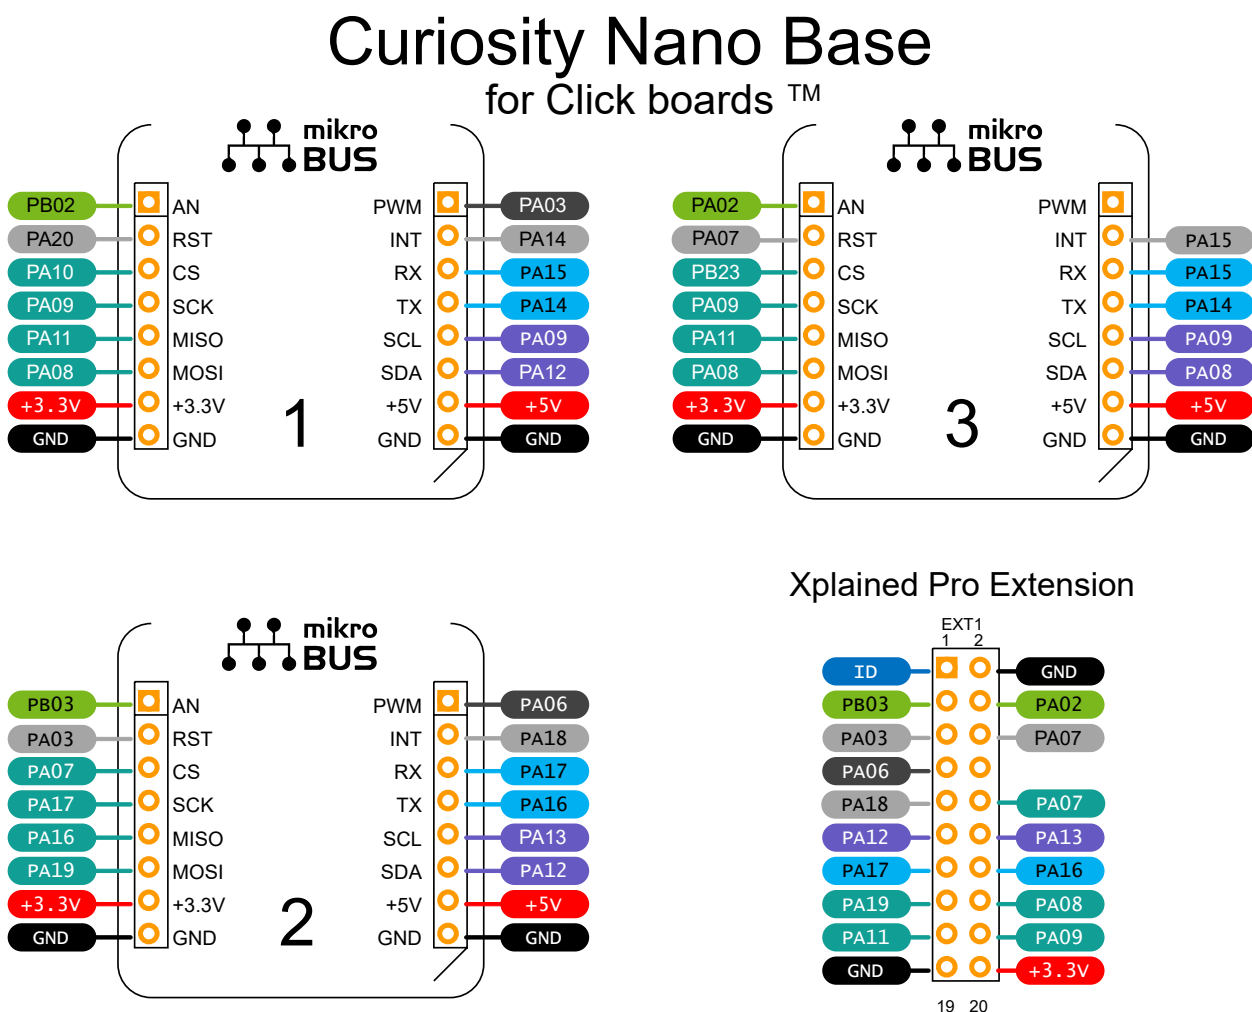 Curiosity Nano Base
for Click boards ™
mikro
BUS
PB02 AN PWM PA03
PA20 RST INT PA14
PA10 CS RX PA15
PA09 SCK TX PA14
PA11 MISO SCL PA09
PA08 MOSI SDA PA12
+3.3V +3.3V +5V +5V
GND GND GND GND
1
mikro
BUS
PA02 AN PWM
PA07 RST INT PA15
PB23 CS RX PA15
PA09 SCK TX PA14
PA11 MISO SCL PA09
PA08 MOSI SDA PA08
+3.3V +3.3V +5V +5V
GND GND GND GND
3
mikro
BUS
PB03 AN PWM PA06
PA03 RST INT PA18
PA07 CS RX PA17
PA17 SCK TX PA16
PA16 MISO SCL PA13
PA19 MOSI SDA PA12
+3.3V +3.3V +5V +5V
GND GND GND GND
2
Xplained Pro Extension
EXT1
1 2
ID GND
PB03 PA02
PA03 PA07
PA06
PA18 PA07
PA12 PA13
PA17 PA16
PA19 PA08
PA11 PA09
GND +3.3V
19 20